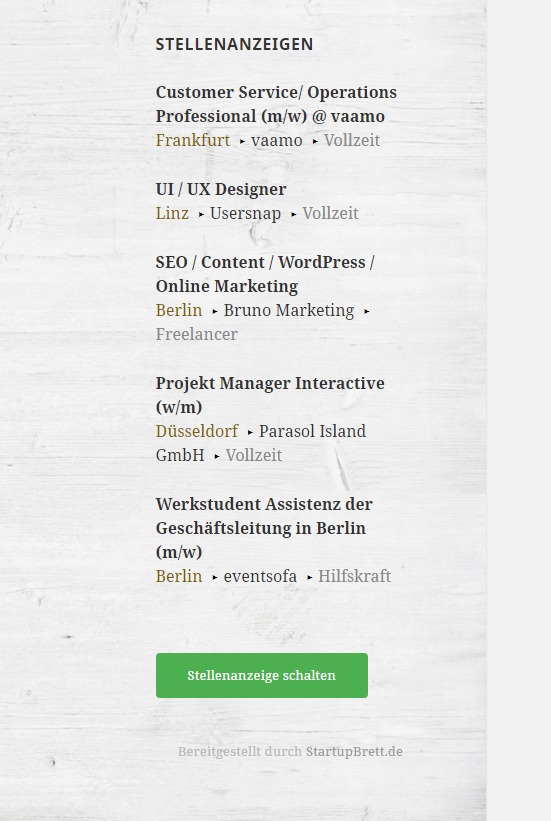 STELLENANZEIGEN
Customer Service/ Operations
Professional (m/w) @ vaamo
Frankfurt ▸ vaamo ▸ Vollzeit
UI / UX Designer
Linz ▸ Usersnap ▸ Vollzeit
SEO / Content / WordPress /
Online Marketing
Berlin ▸ Bruno Marketing ▸
Freelancer
Projekt Manager Interactive
(w/m)
Düsseldorf ▸ Parasol Island
GmbH ▸ Vollzeit
Werkstudent Assistenz der
Geschäftsleitung in Berlin
(m/w)
Berlin ▸ eventsofa ▸ Hilfskraft
Stellenanzeige schalten
Bereitgestellt durch StartupBrett.de